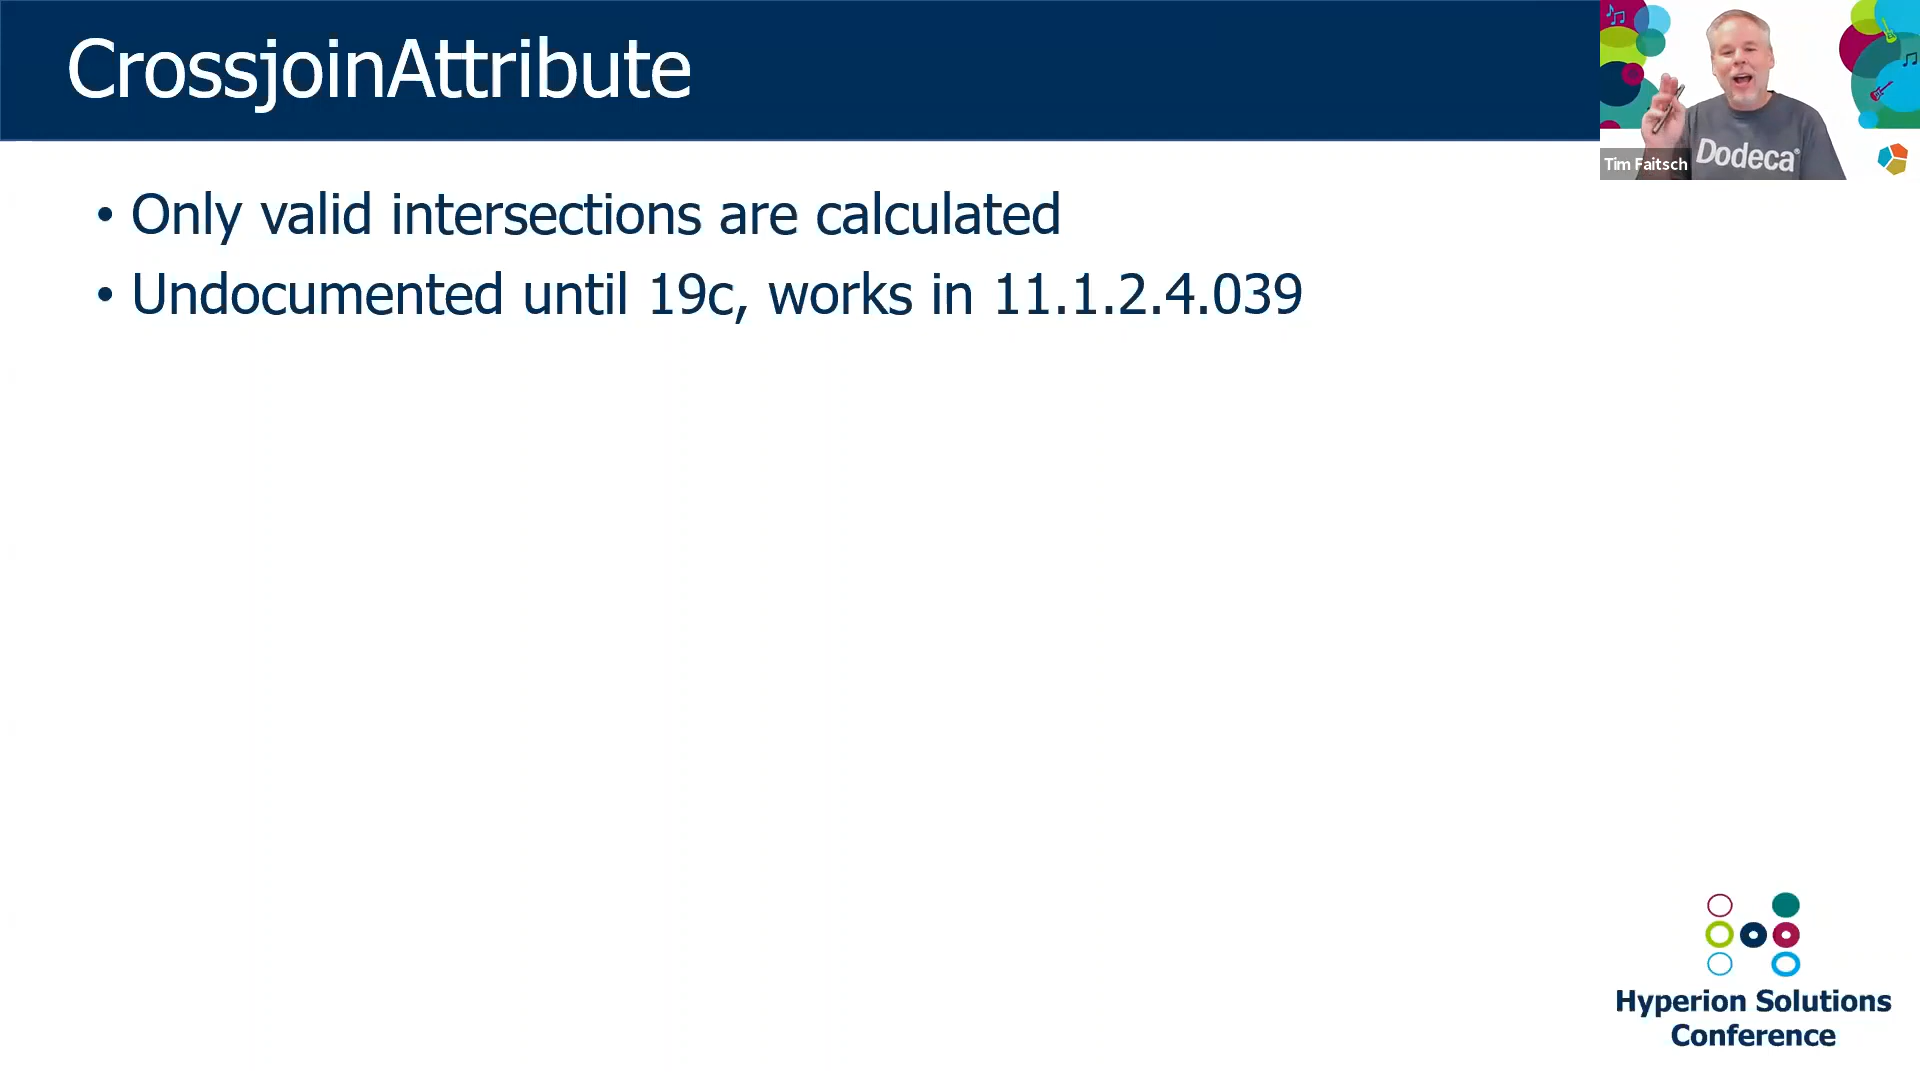 CrossjoinAttribute
• Only valid intersections are calculated
• Undocumented until 19c, works in 11.1.2.4.039
Tim Faitsch
Dodeca®
Hyperion Solutions
Conference